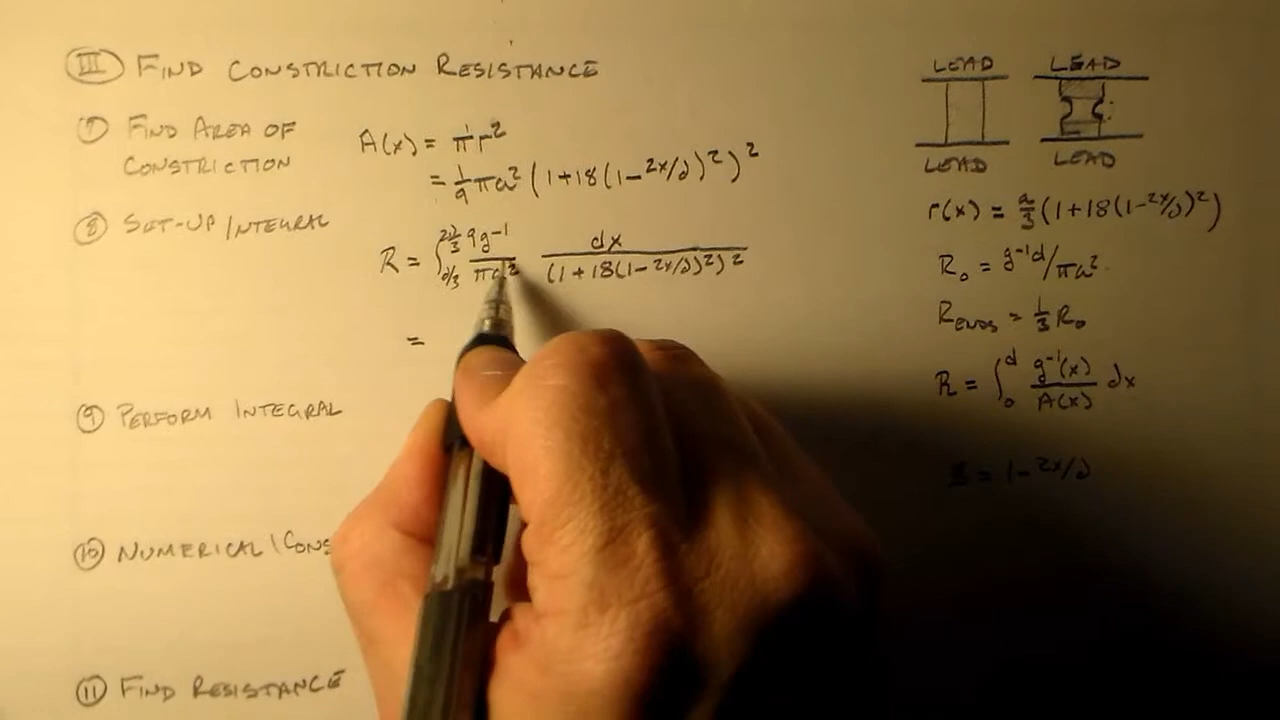 III FIND CONSTRICTION RESISTANCE
7 FIND AREA OF
CONSTRICTION
A(x) = πr²
= 1/9 πa² (1+18(1-2x/d)²)²
8 SET-UP INTEGRAL
R = ∫_{d/3}^{2d/3} 9g⁻¹/πa² dx/(1+18(1-2x/d)²)²
=
9 PERFORM INTEGRAL
10 NUMERICAL CONS
11 FIND RESISTANCE
LEAD LEAD
LEAD LEAD
r(x) = a/3 (1+18(1-2x/d)²)
R₀ = g⁻¹d/πa²
R_ENDS = 1/3 R₀
R = ∫₀^d g⁻¹(x)/A(x) dx
= 1-2x/d